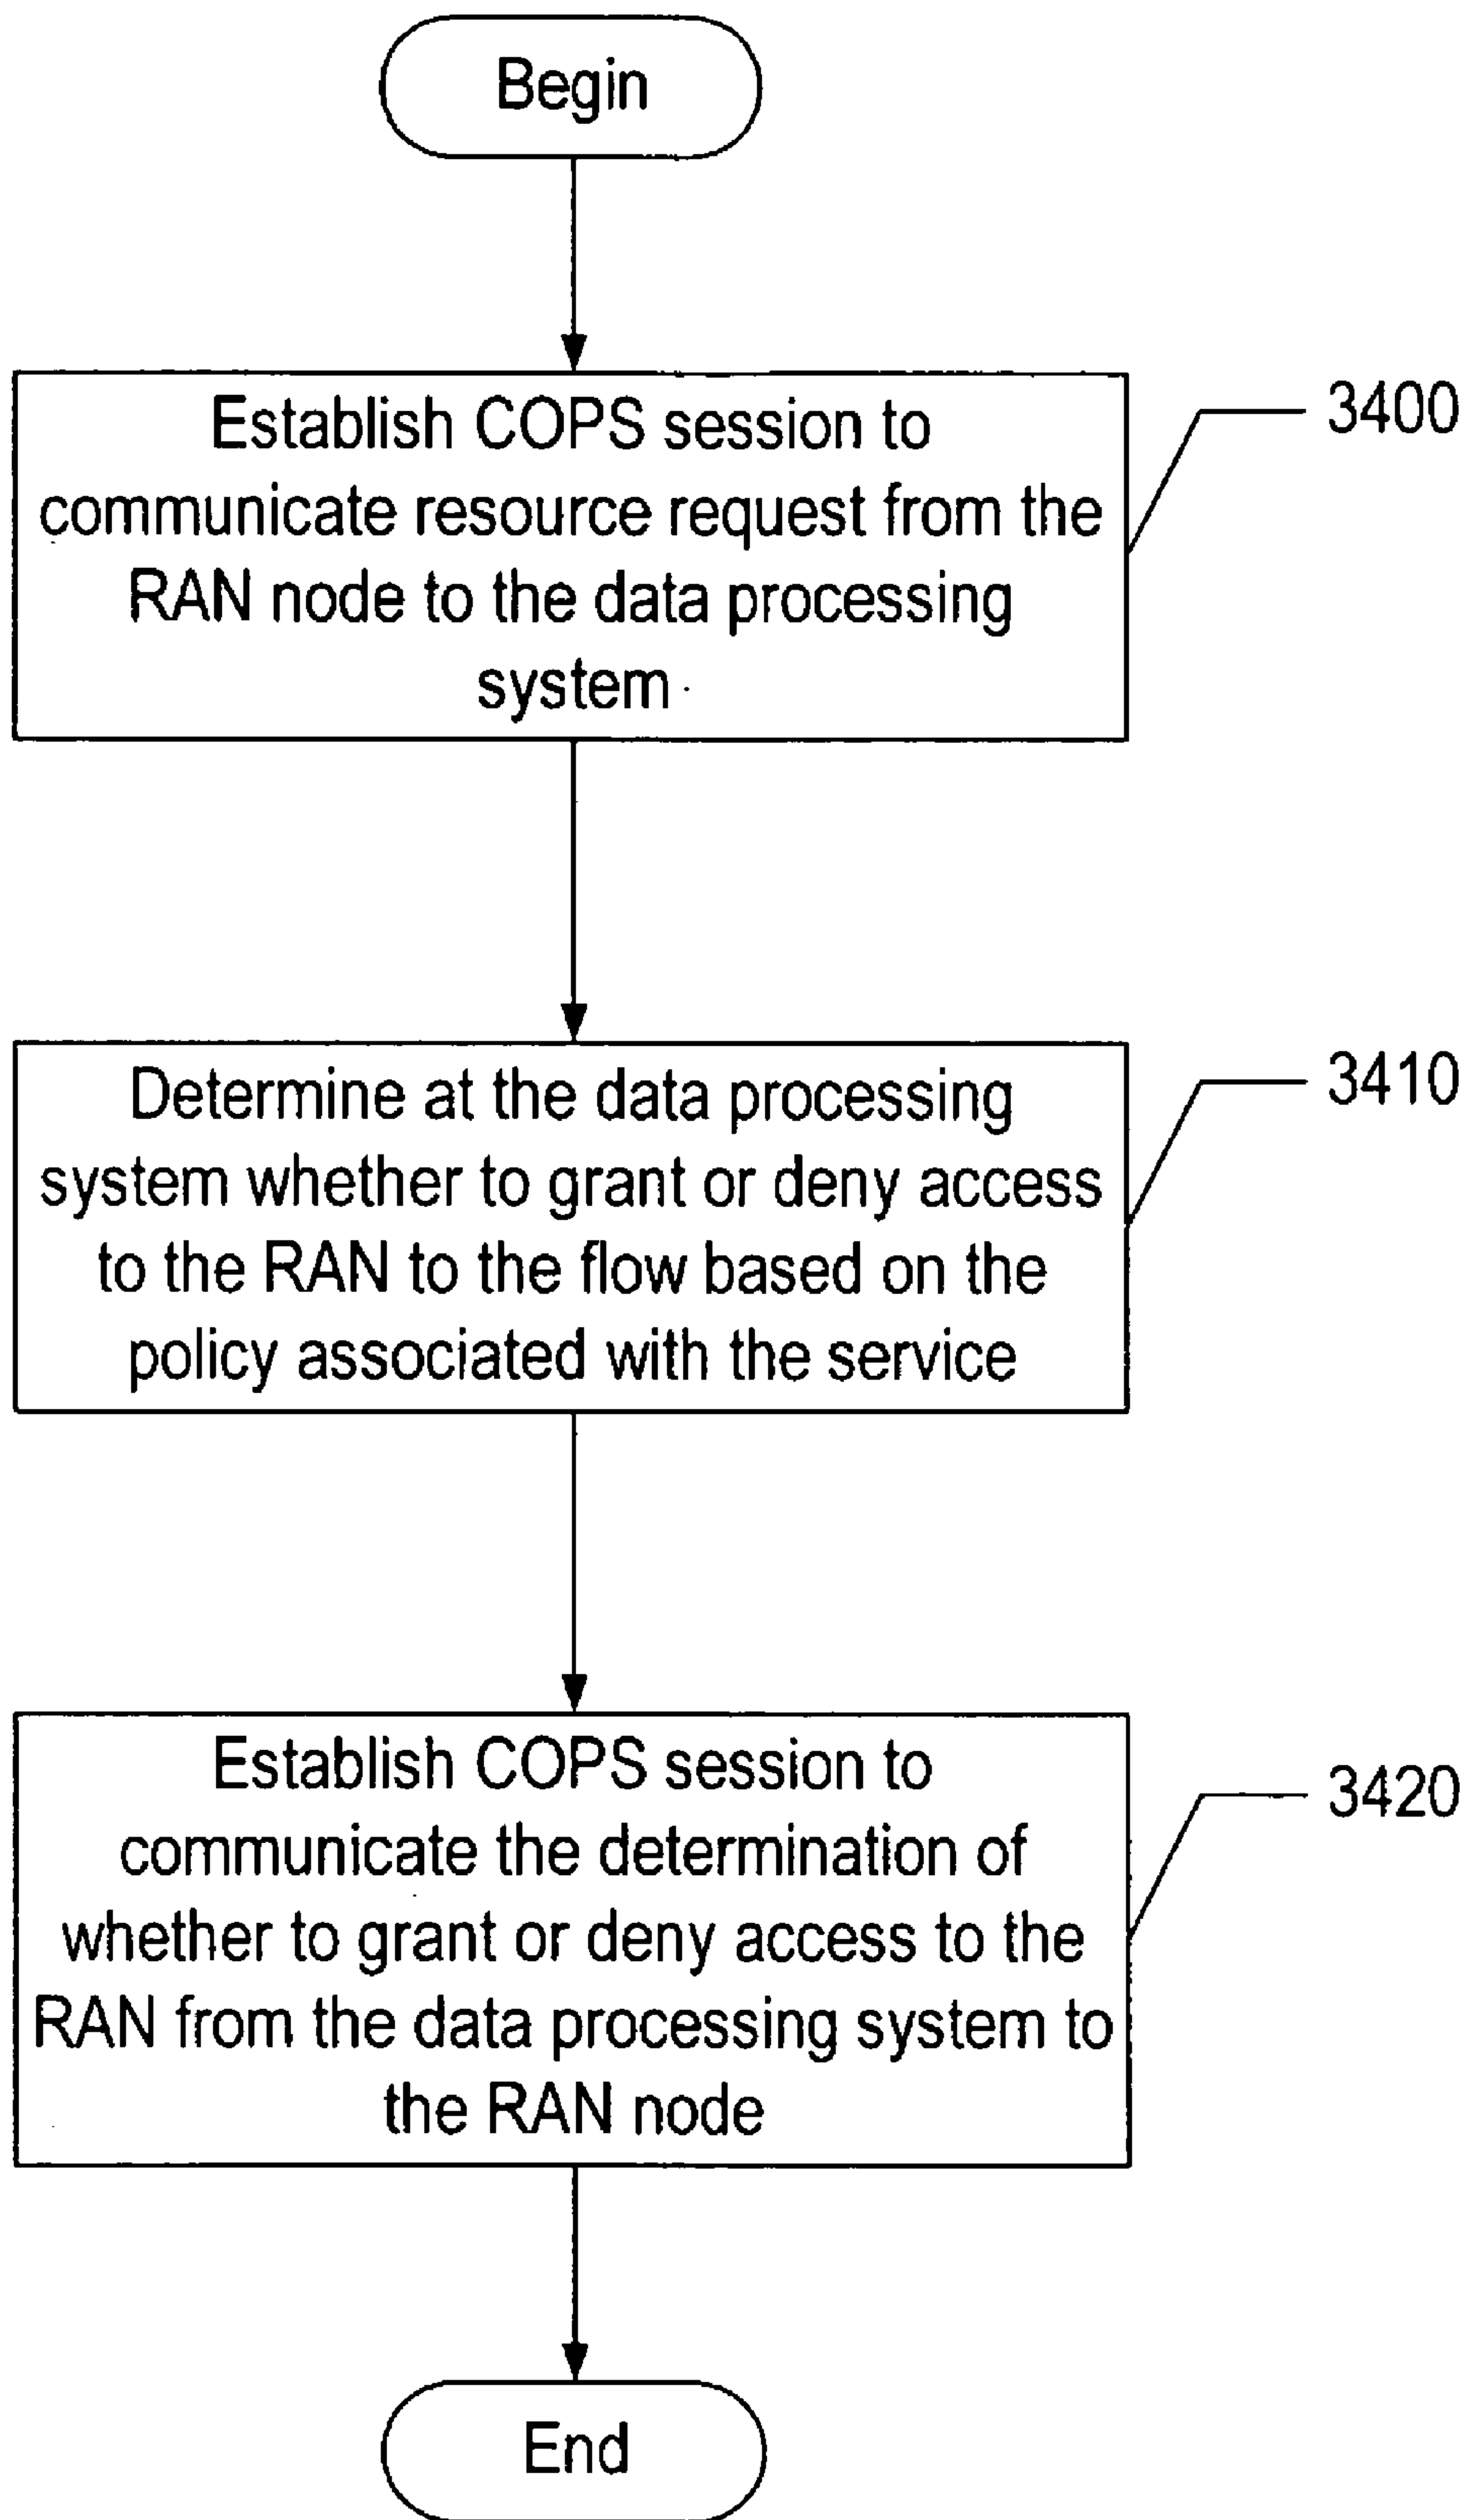 Begin
Establish COPS session to
communicate resource request from the
RAN node to the data processing
system
3400
Determine at the data processing
system whether to grant or deny access
to the RAN to the flow based on the
policy associated with the service
3410
Establish COPS session to
communicate the determination of
whether to grant or deny access to the
RAN from the data processing system to
the RAN node
3420
End